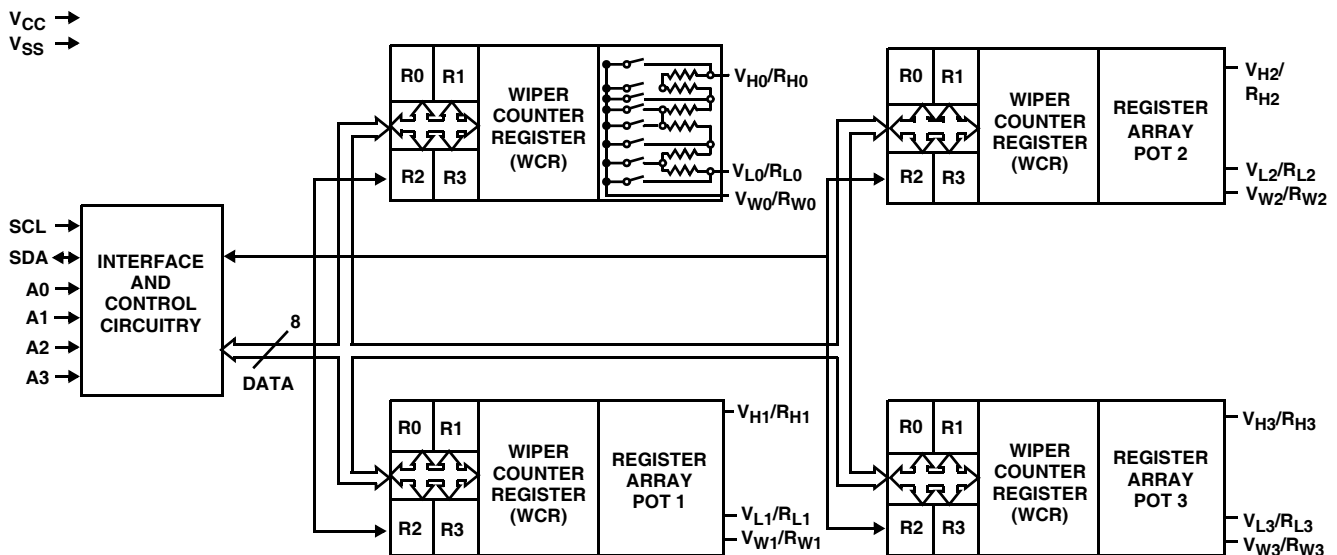 VCC
VSS
R0 R1
R2 R3
WIPER
COUNTER
REGISTER
(WCR)
VH0/RH0
VL0/RL0
VW0/RW0
R0 R1
R2 R3
WIPER
COUNTER
REGISTER
(WCR)
REGISTER
ARRAY
POT 2
VH2/
RH2
VL2/RL2
VW2/RW2
SCL
SDA
A0
A1
A2
A3
INTERFACE
AND
CONTROL
CIRCUITRY
8
DATA
R0 R1
R2 R3
WIPER
COUNTER
REGISTER
(WCR)
REGISTER
ARRAY
POT 1
VH1/RH1
VL1/RL1
VW1/RW1
R0 R1
R2 R3
WIPER
COUNTER
REGISTER
(WCR)
REGISTER
ARRAY
POT 3
VH3/RH3
VL3/RL3
VW3/RW3